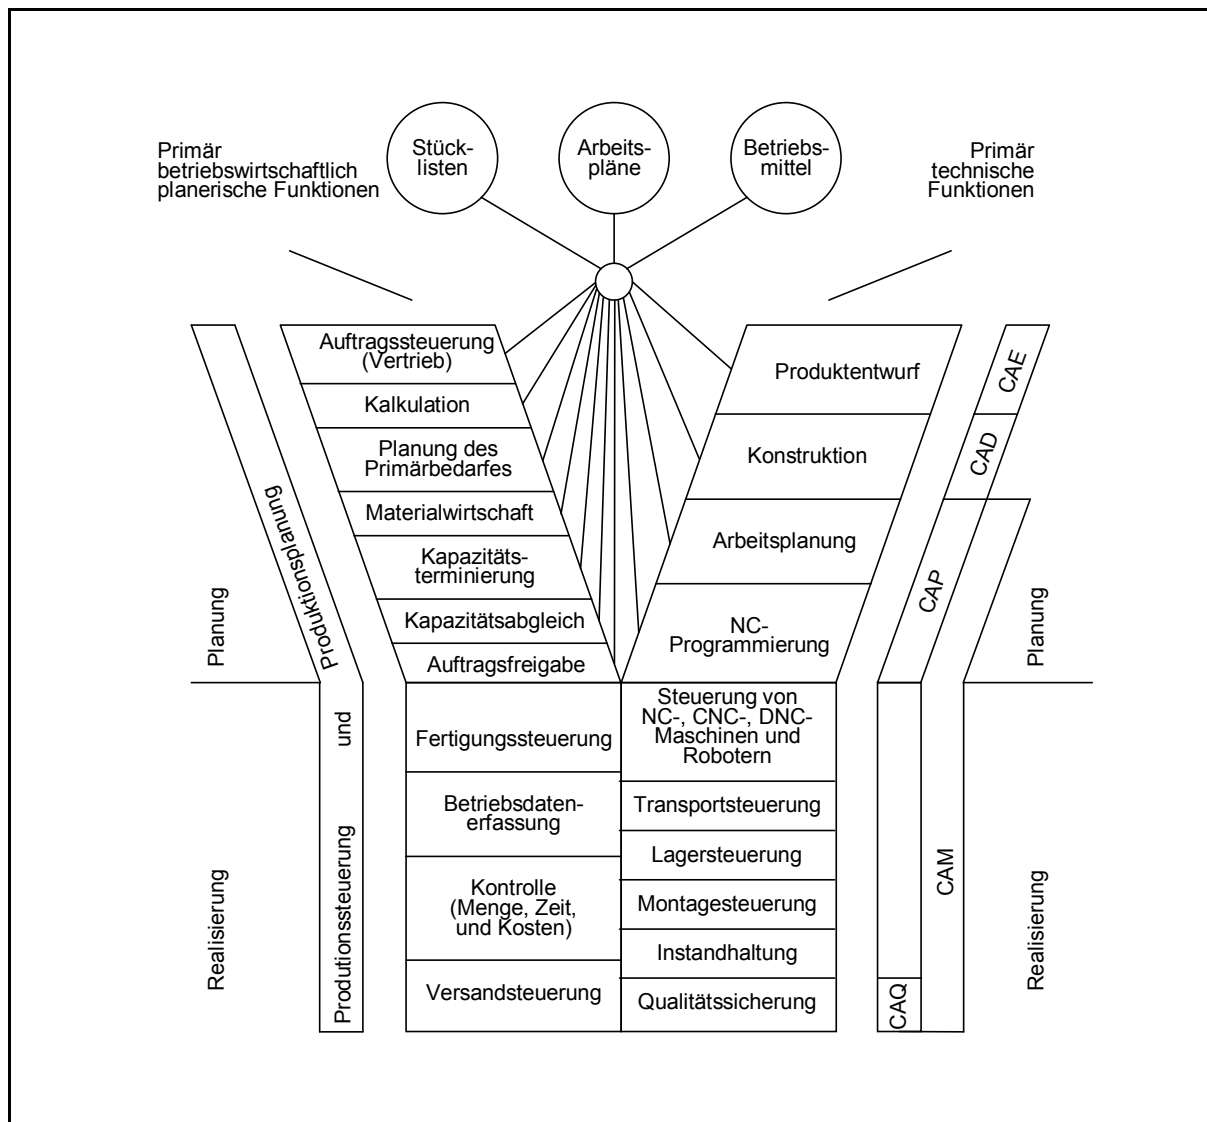 Primär
betriebswirtschaftlich
planerische Funktionen
Stück-
listen
Arbeits-
pläne
Betriebs-
mittel
Primär
technische
Funktionen
Auftragssteuerung
(Vertrieb)
Kalkulation
Planung des
Primärbedarfes
Materialwirtschaft
Kapazitäts-
terminierung
Kapazitätsabgleich
Auftragsfreigabe
Produktentwurf
Konstruktion
Arbeitsplanung
NC-
Programmierung
CAE
CAD
CAP
Planung
Produktionsplanung
Planung
und
Produtionssteuerung
Realisierung
Fertigungssteuerung
Betriebsdaten-
erfassung
Kontrolle
(Menge, Zeit,
und Kosten)
Versandsteuerung
Steuerung von
NC-, CNC-, DNC-
Maschinen und
Robotern
Transportsteuerung
Lagersteuerung
Montagesteuerung
Instandhaltung
Qualitätssicherung
CAQ
CAM
Realisierung